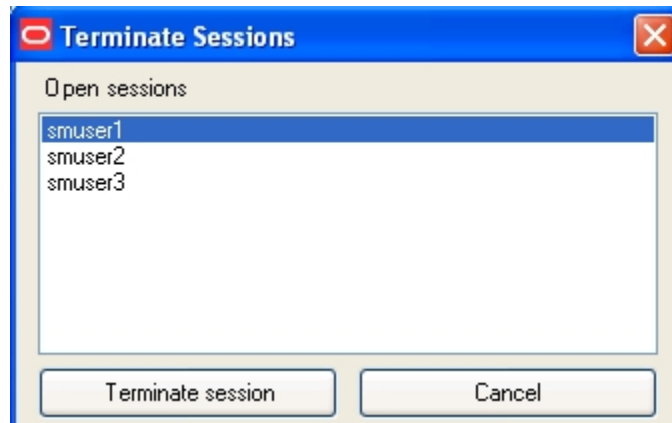 Terminate Sessions
Open sessions
smuser1
smuser2
smuser3
Terminate session
Cancel